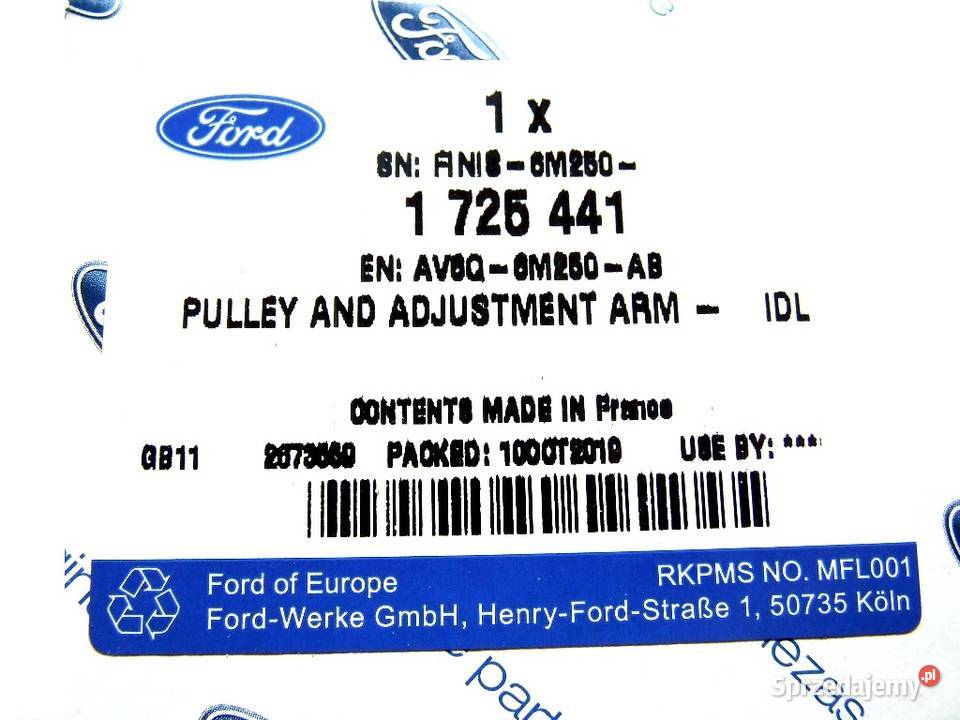 Ford
Ford
1 x
SN: FINIS-6M250-
1 725 441
EN: AV6Q-6M250-AB
PULLEY AND ADJUSTMENT ARM - IDL
CONTENTS MADE IN France
GB11 PACKED: 10OCT2019 USE BY: ***
Ford of Europe
RKPMS NO. MFL001
Ford-Werke GmbH, Henry-Ford-Straße 1, 50735 Köln
Sprzedajemy.pl